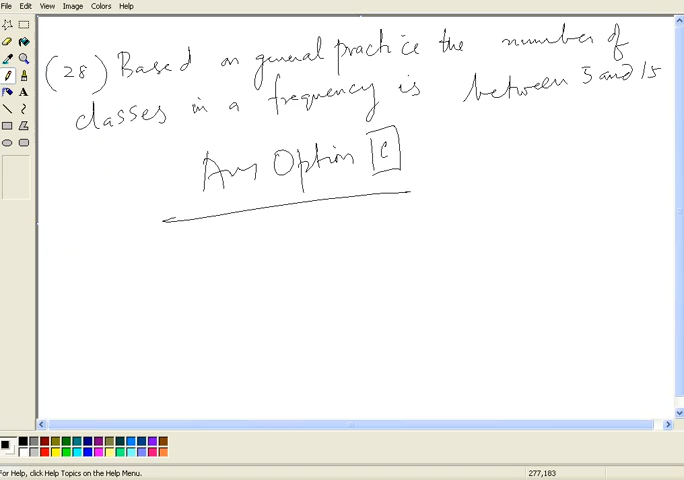 File Edit View Image Colors Help
(28) Based on general practice the number of
classes in a frequency is between 5 and 15
Ans Option C
For Help, click Help Topics on the Help Menu.
277,183